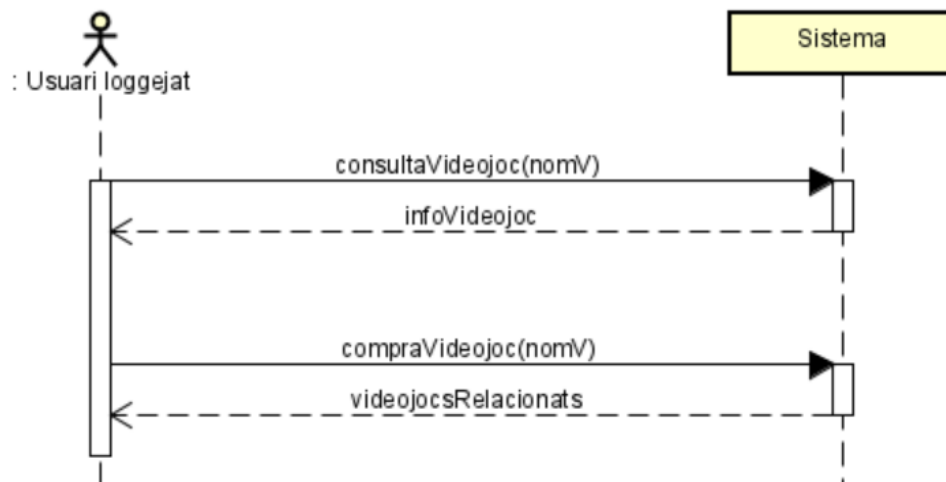 Sistema
: Usuari loggejat
consultaVideojoc(nomV)
infoVideojoc
compraVideojoc(nomV)
videojocsRelacionats